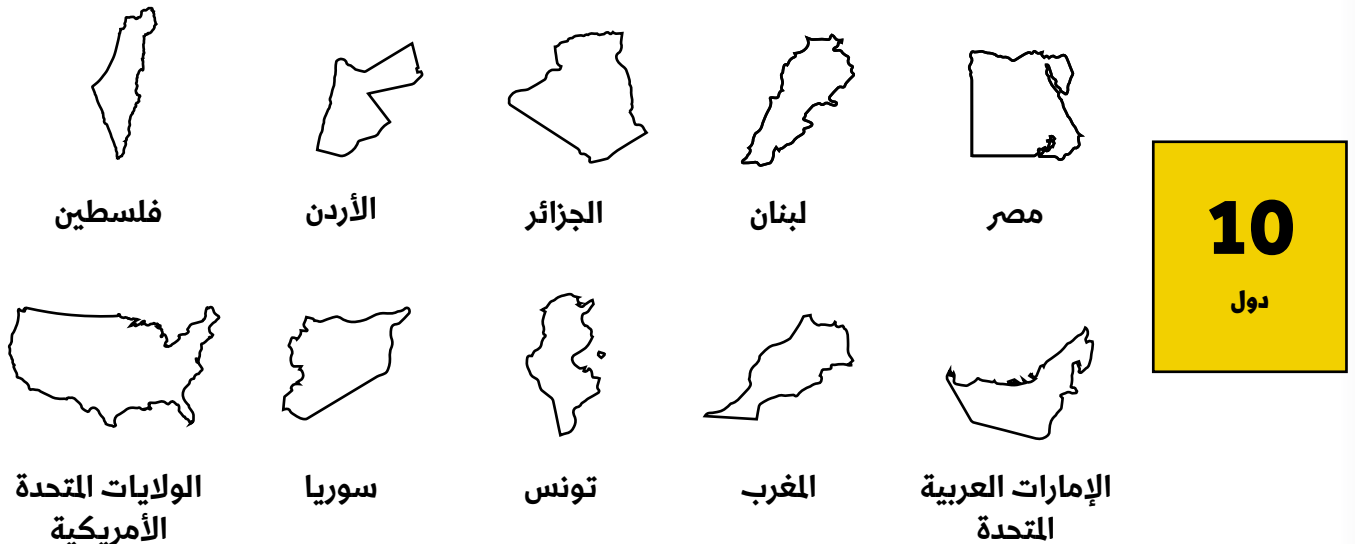 10
دول
مصر
لبنان
الجزائر
الأردن
فلسطين
الإمارات العربية
المتحدة
المغرب
تونس
سوريا
الولايات المتحدة
الأمريكية